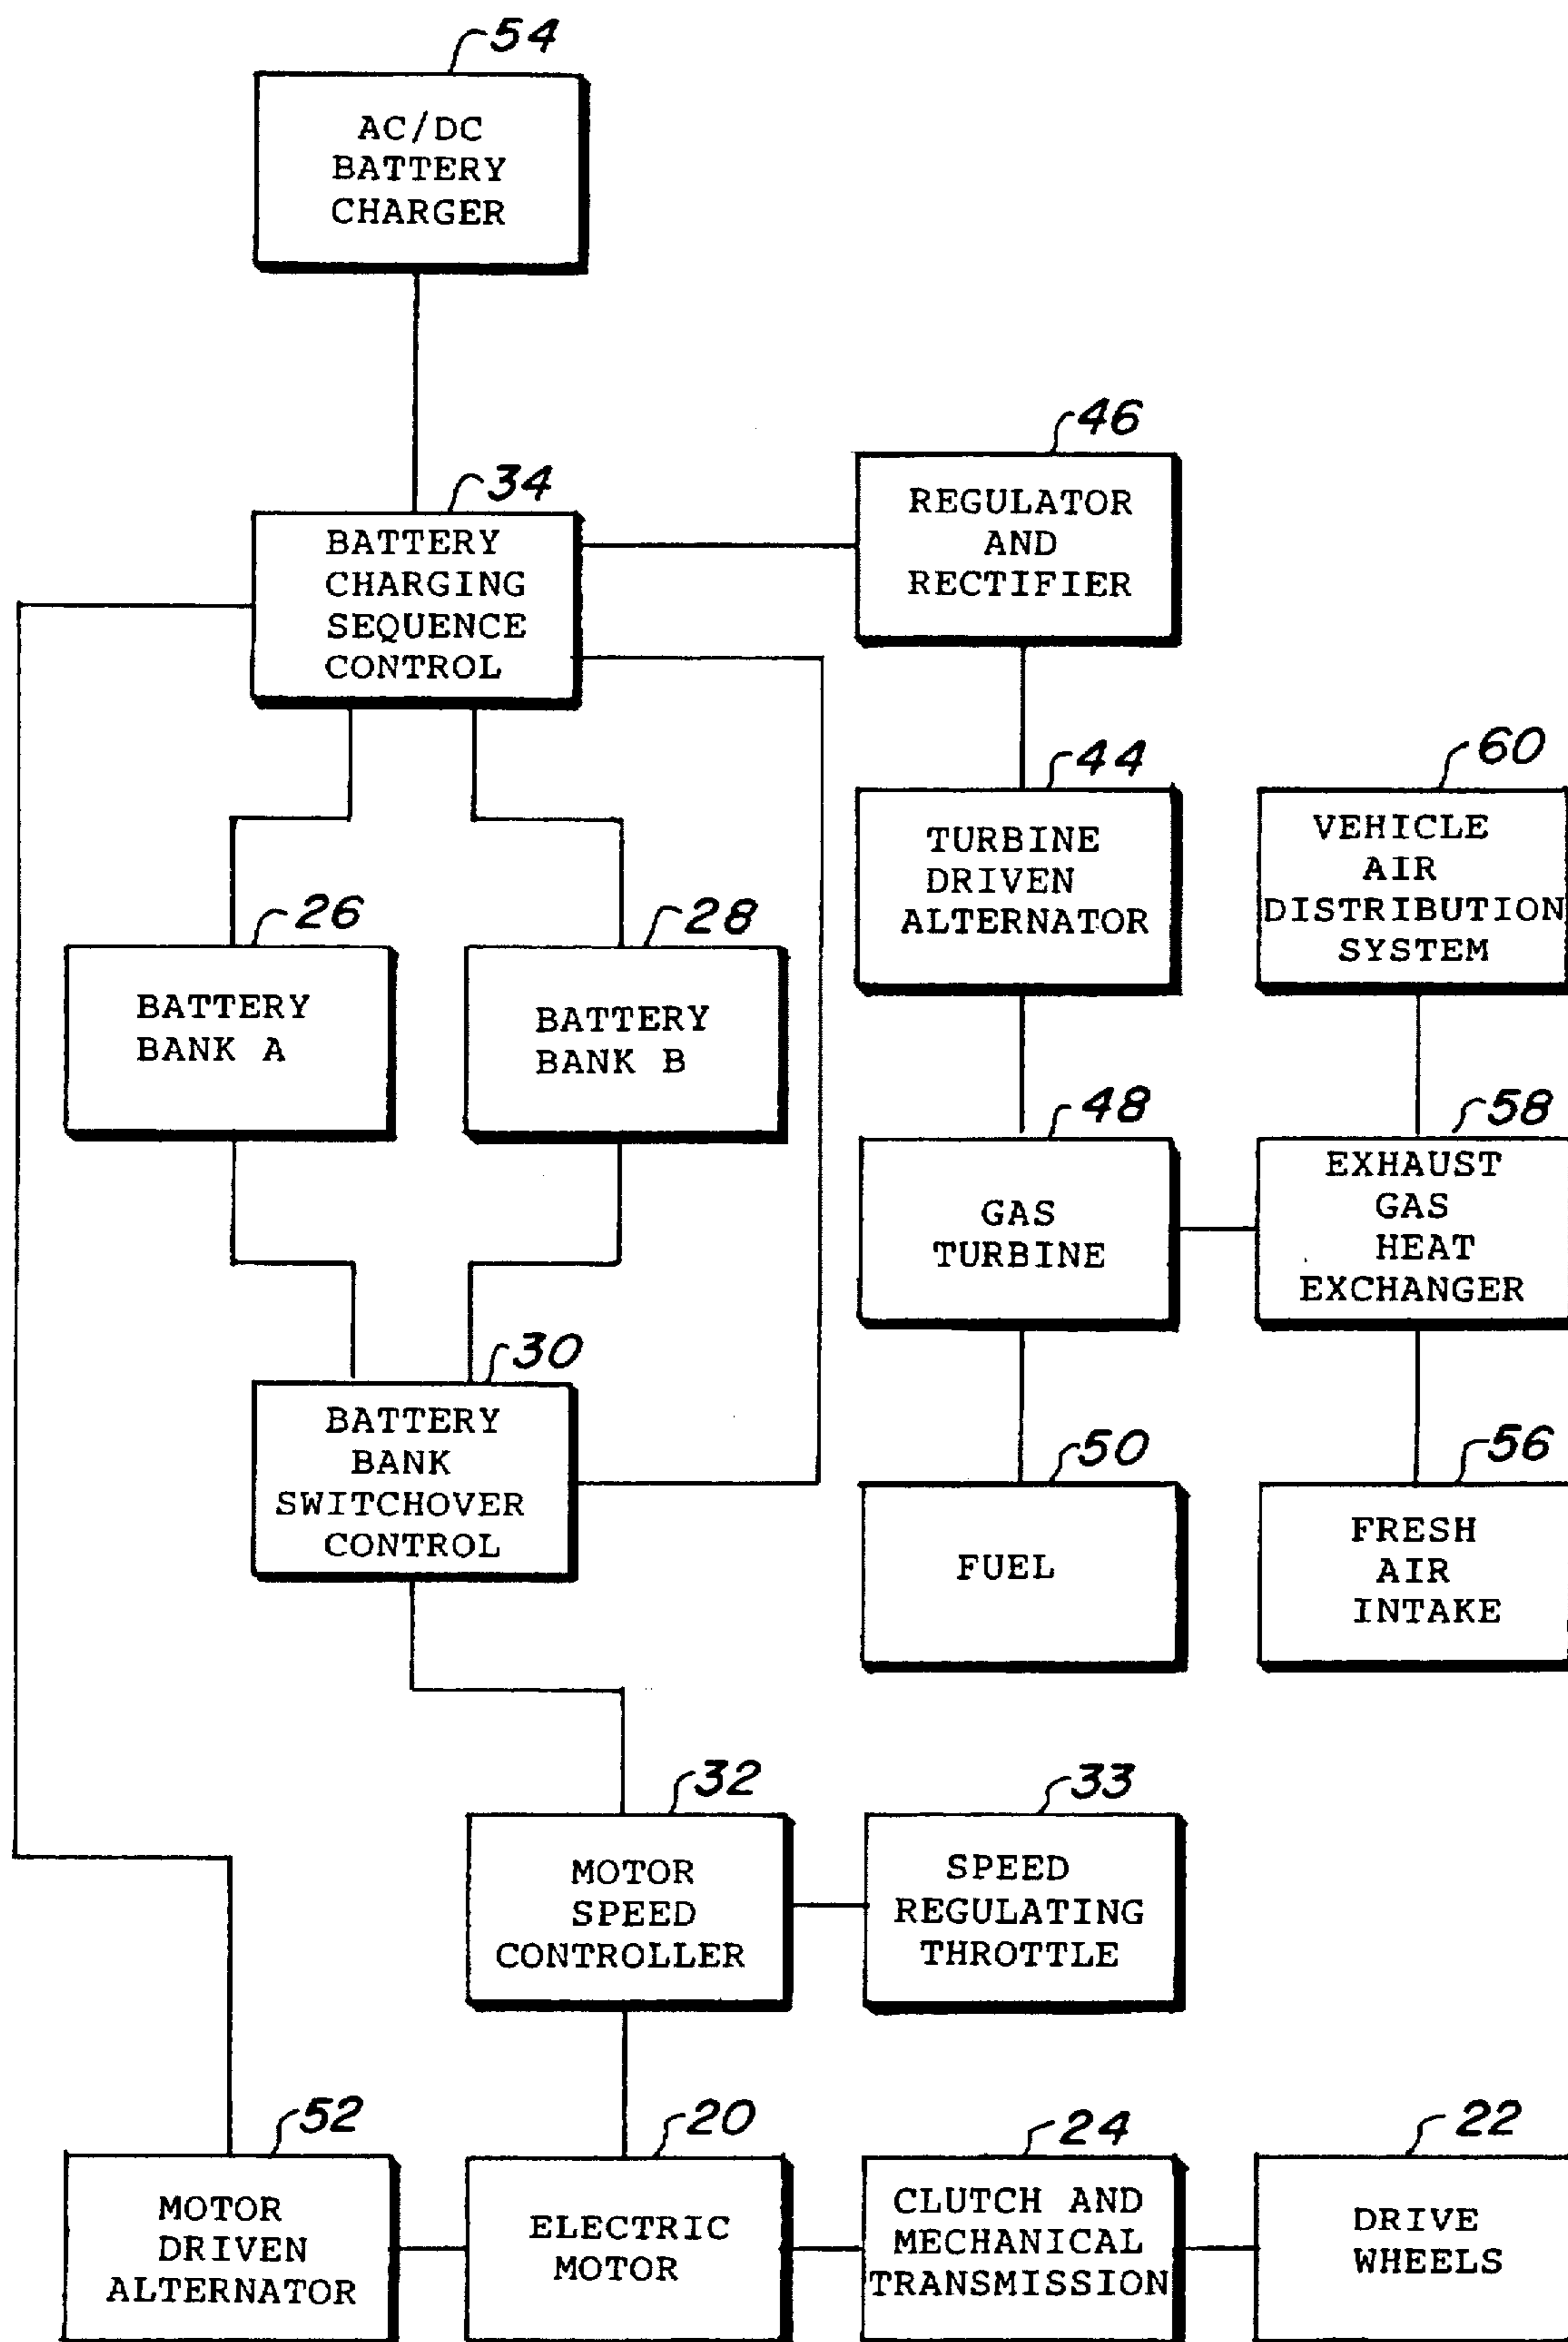 54
AC/DC
BATTERY
CHARGER
46
REGULATOR
AND
RECTIFIER
34
BATTERY
CHARGING
SEQUENCE
CONTROL
44
TURBINE
DRIVEN
ALTERNATOR
60
VEHICLE
AIR
DISTRIBUTION
SYSTEM
26
BATTERY
BANK A
28
BATTERY
BANK B
48
GAS
TURBINE
58
EXHAUST
GAS
HEAT
EXCHANGER
30
BATTERY
BANK
SWITCHOVER
CONTROL
50
FUEL
56
FRESH
AIR
INTAKE
32
MOTOR
SPEED
CONTROLLER
33
SPEED
REGULATING
THROTTLE
52
MOTOR
DRIVEN
ALTERNATOR
20
ELECTRIC
MOTOR
24
CLUTCH AND
MECHANICAL
TRANSMISSION
22
DRIVE
WHEELS